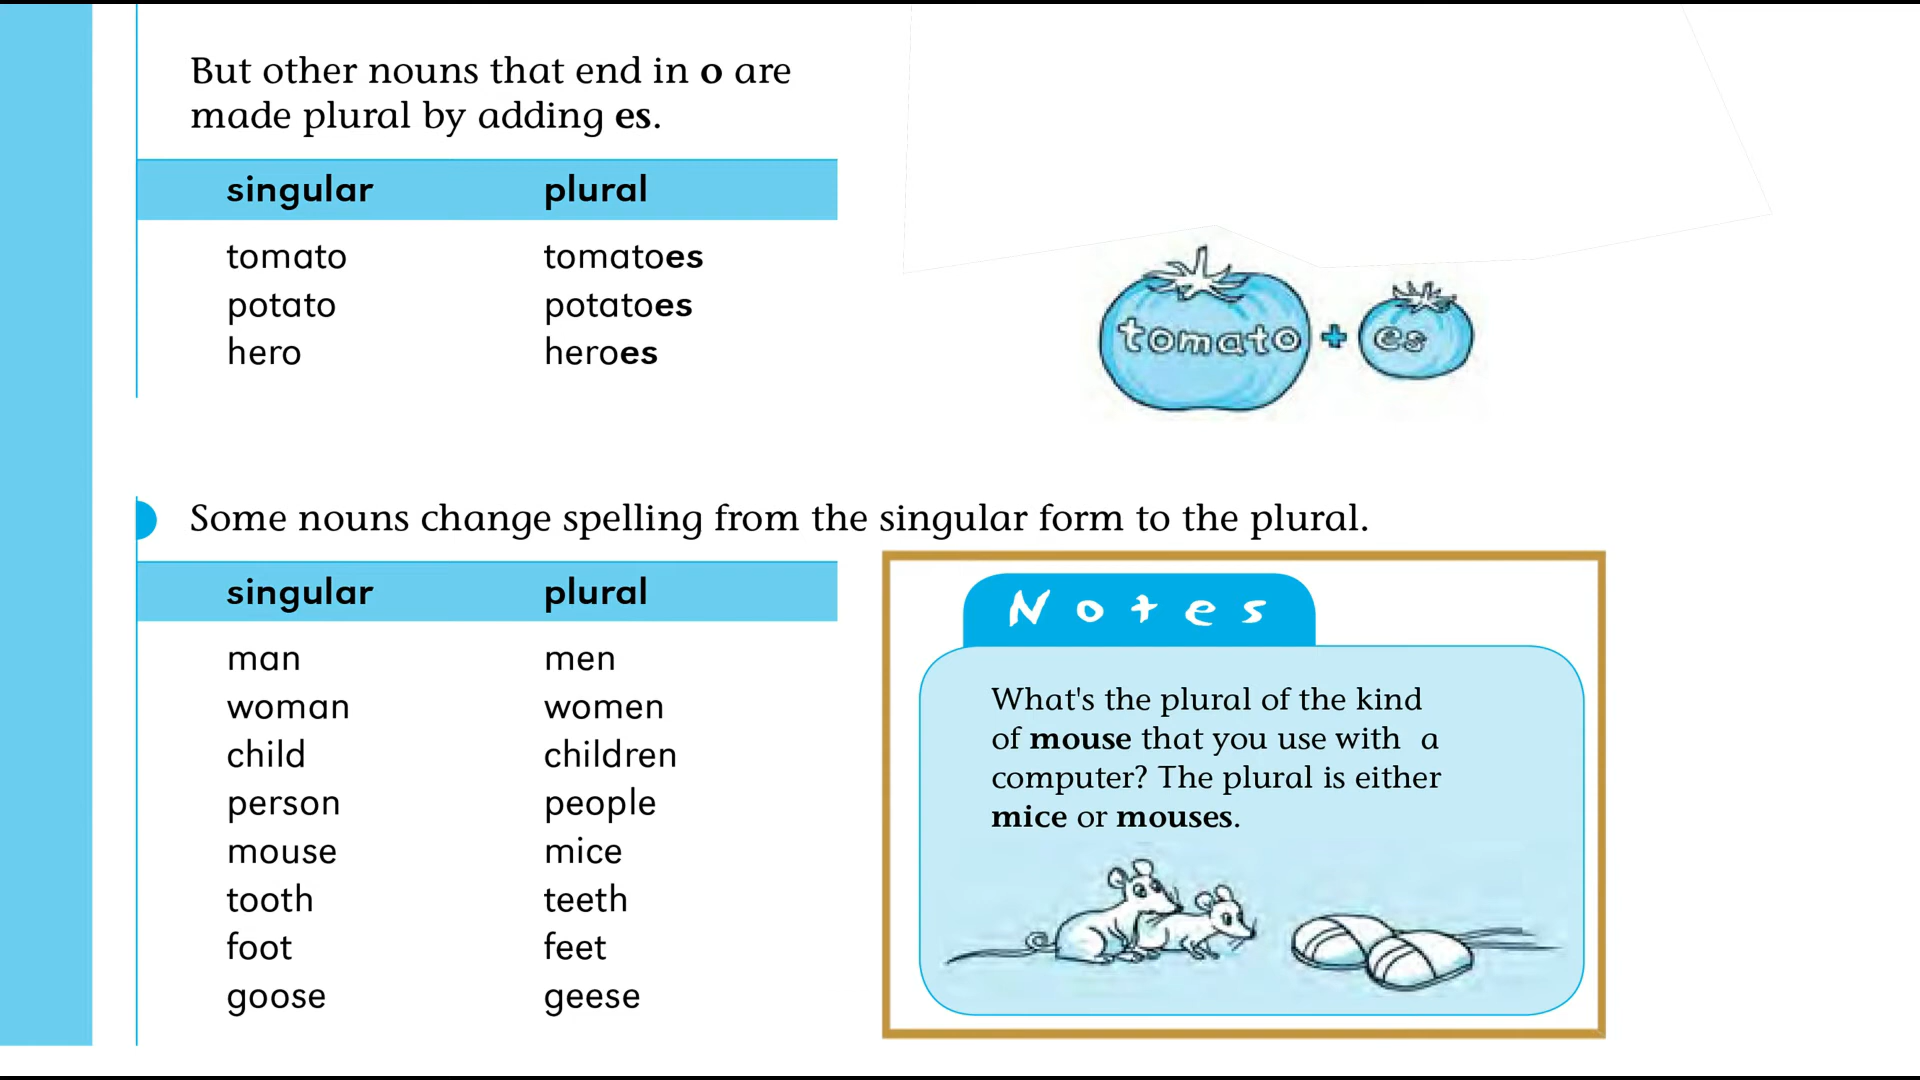 But other nouns that end in o are
made plural by adding es.
singular plural
tomato tomatoes
potato potatoes
hero heroes
tomato + es
Some nouns change spelling from the singular form to the plural.
singular plural
man men
woman women
child children
person people
mouse mice
tooth teeth
foot feet
goose geese
Notes
What's the plural of the kind
of mouse that you use with a
computer? The plural is either
mice or mouses.